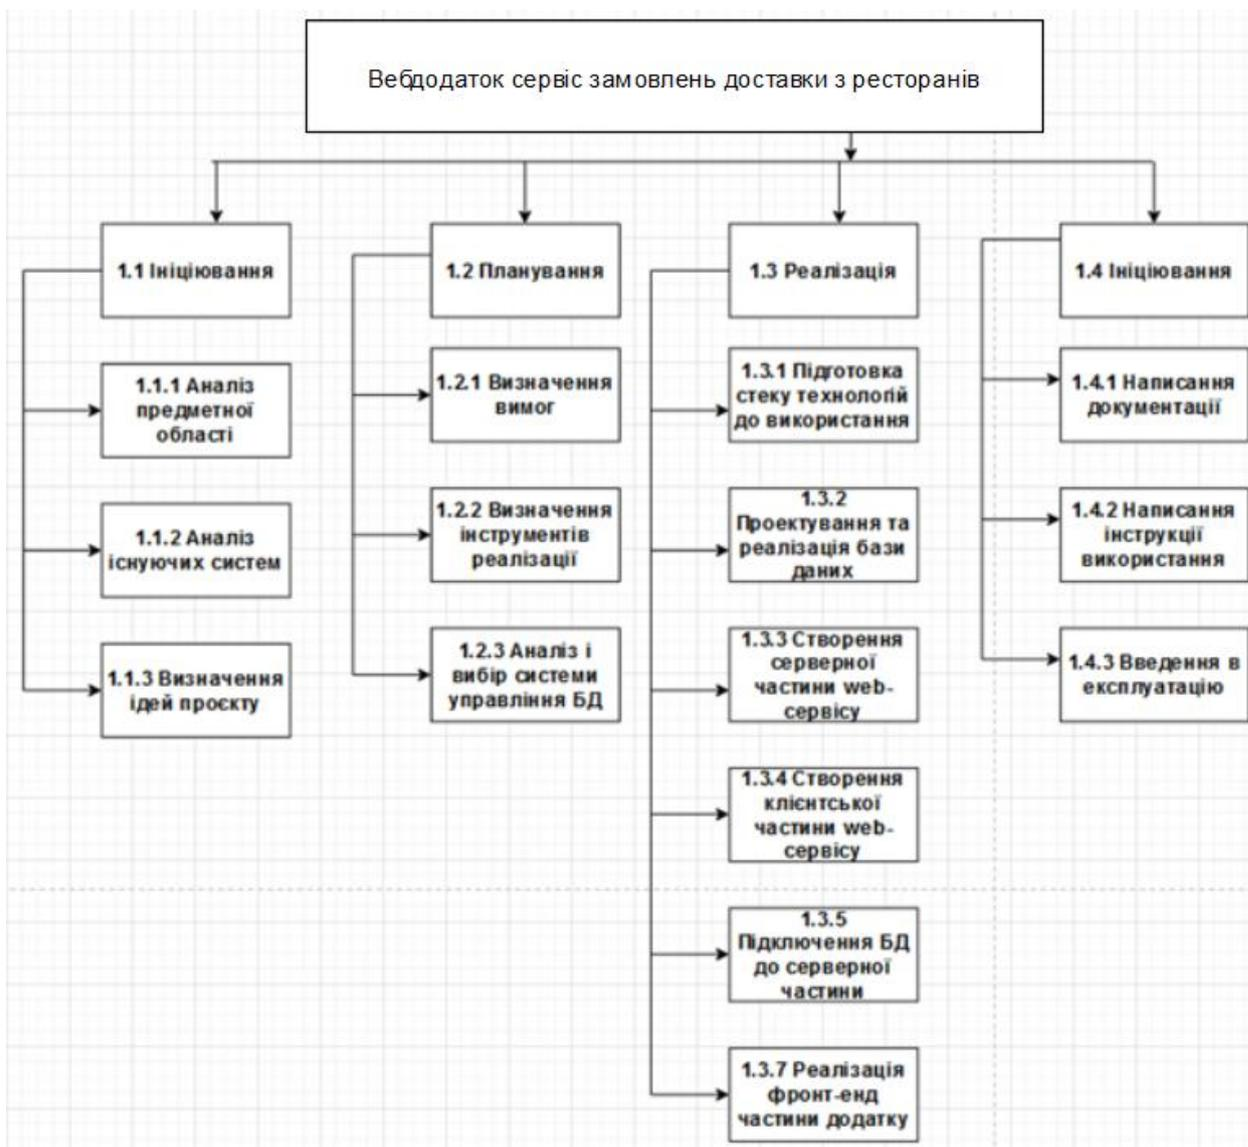 Вебдодаток сервіс замовлень доставки з ресторанів
1.1 Ініціювання
1.2 Планування
1.3 Реалізація
1.4 Ініціювання
1.1.1 Аналіз
предметної
області
1.1.2 Аналіз
існуючих систем
1.1.3 Визначення
ідей проєкту
1.2.1 Визначення
вимог
1.2.2 Визначення
інструментів
реалізації
1.2.3 Аналіз і
вибір системи
управління БД
1.3.1 Підготовка
стеку технологій
до використання
1.3.2
Проектування та
реалізація бази
даних
1.3.3 Створення
серверної
частини web-
сервісу
1.3.4 Створення
клієнтської
частини web-
сервісу
1.3.5
Підключення БД
до серверної
частини
1.3.7 Реалізація
фронт-енд
частини додатку
1.4.1 Написання
документації
1.4.2 Написання
інструкції
використання
1.4.3 Введення в
експлуатацію